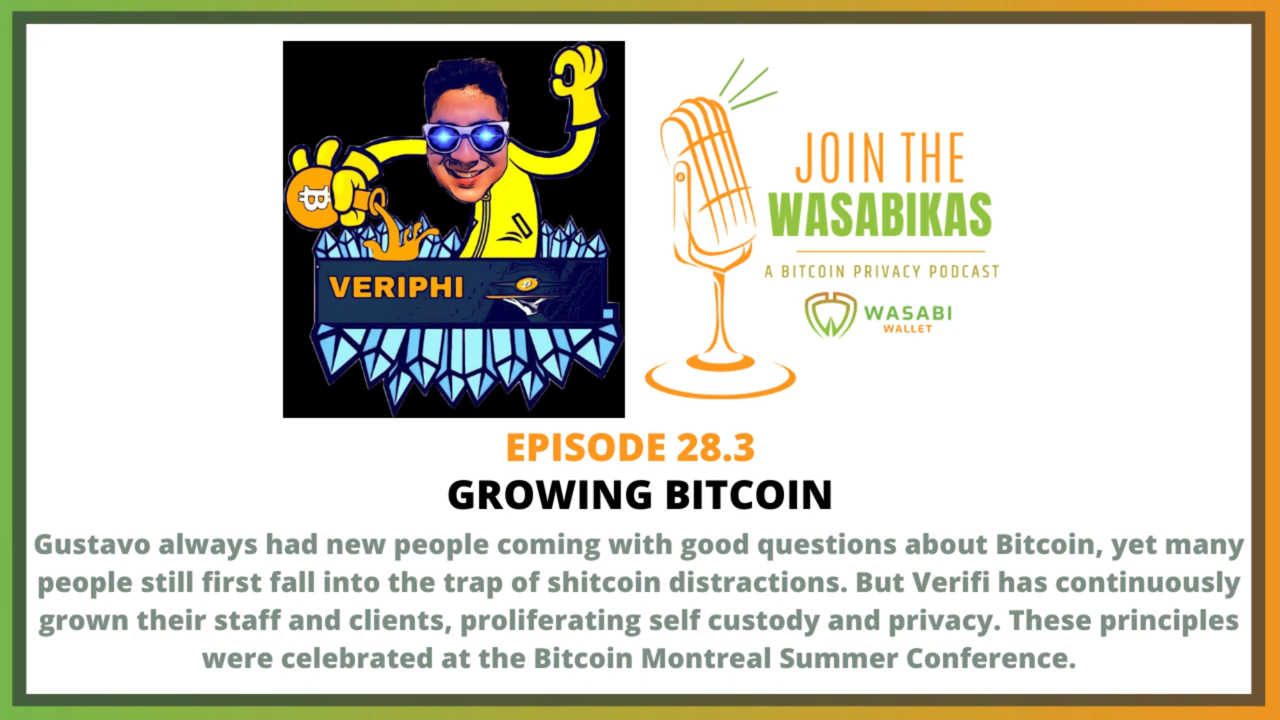 VERIPHI
JOIN THE
WASABIKAS
A BITCOIN PRIVACY PODCAST
WASABI
WALLET
EPISODE 28.3
GROWING BITCOIN
Gustavo always had new people coming with good questions about Bitcoin, yet many
people still first fall into the trap of shitcoin distractions. But Verifi has continuously
grown their staff and clients, proliferating self custody and privacy. These principles
were celebrated at the Bitcoin Montreal Summer Conference.